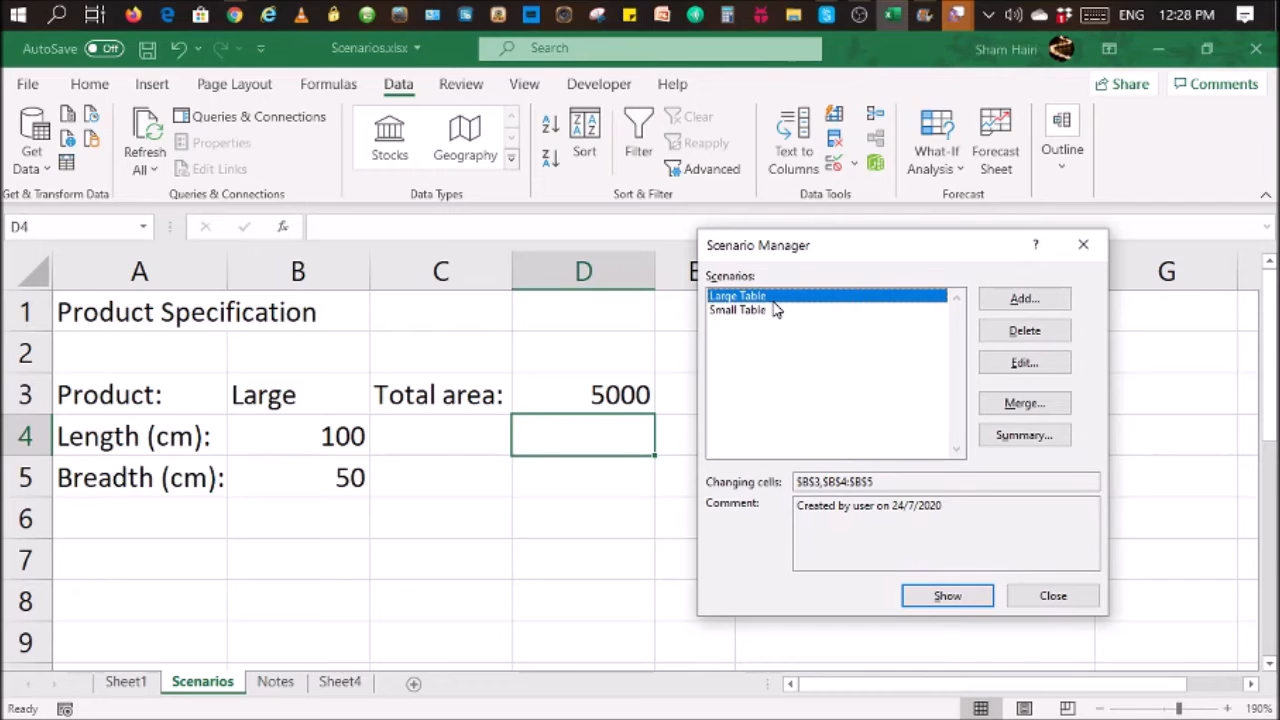 ENG 12:28 PM
AutoSave Off Scenarios.xlsx Search Sham Hain
File Home Insert Page Layout Formulas Data Review View Developer Help Share Comments
Get Data
Refresh All
Queries & Connections
Properties
Edit Links
Stocks
Geography
Sort
Filter
Clear
Reapply
Advanced
Text to Columns
What-If Analysis
Forecast Sheet
Outline
Get & Transform Data Queries & Connections Data Types Sort & Filter Data Tools Forecast
D4 fx
A B C D E G
1 Product Specification
2
3 Product: Large Total area: 5000
4 Length (cm): 100
5 Breadth (cm): 50
6
7
8
9
Scenario Manager ?
Scenarios:
Large Table
Small Table
Add...
Delete
Edit...
Merge...
Summary...
Changing cells: $B$3,$B$4:$B$5
Comment: Created by user on 24/7/2020
Show Close
Sheet1 Scenarios Notes Sheet4
Ready 190%